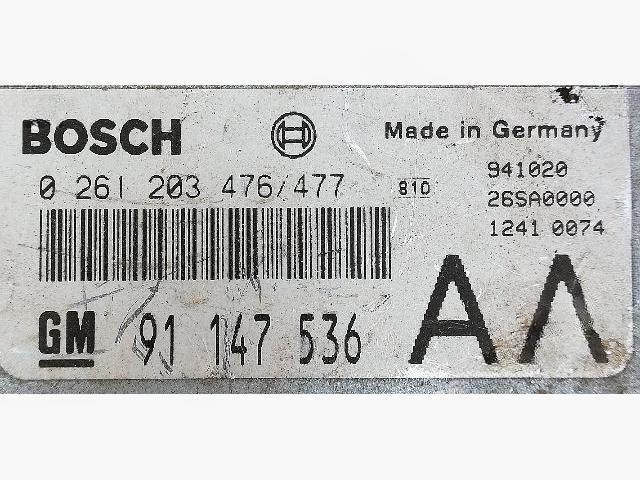 BOSCH
Made in Germany
0 261 203 476/477
810
941020
26SA0000
1241 0074
GM
91 147 536
AA